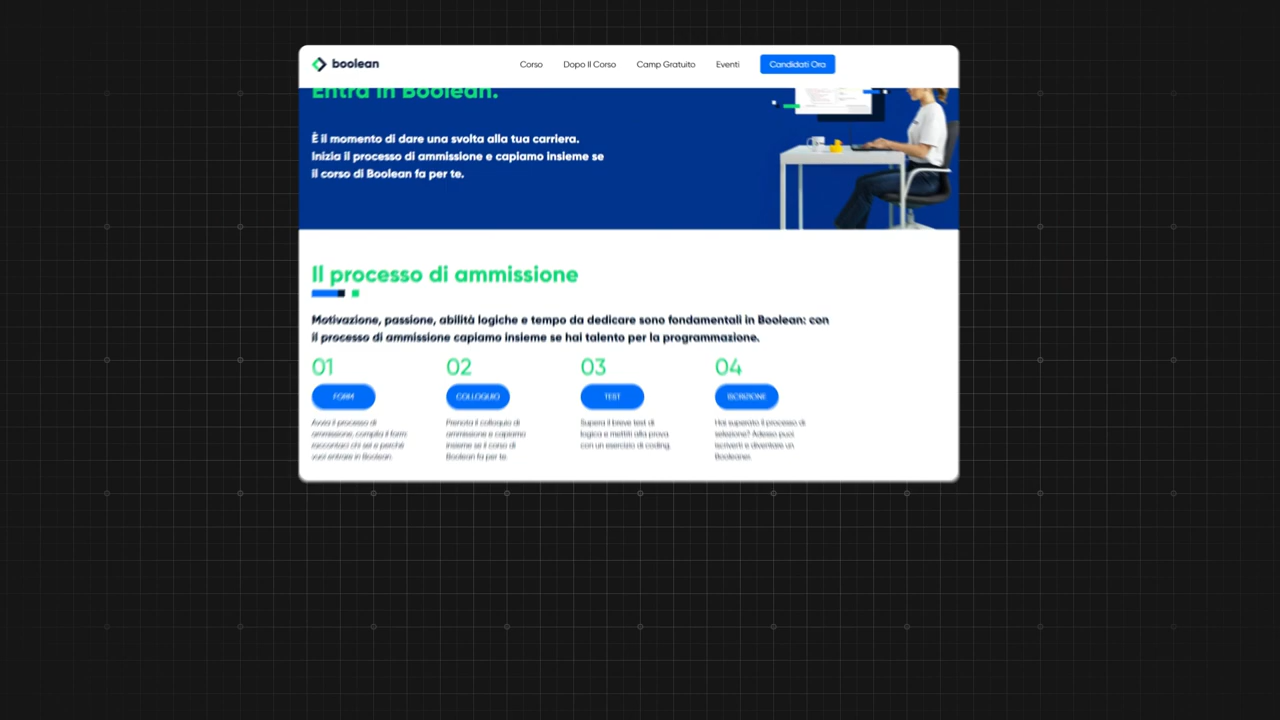 boolean
Corso
Dopo Il Corso
Camp Gratuito
Eventi
Candidati Ora
Entra in Boolean.
È il momento di dare una svolta alla tua carriera.
Inizia il processo di ammissione e capiamo insieme se
il corso di Boolean fa per te.
Il processo di ammissione
Motivazione, passione, abilità logiche e tempo da dedicare sono fondamentali in Boolean: con
il processo di ammissione capiamo insieme se hai talento per la programmazione.
01
FORM
Avvia il processo di
ammissione, compila il form:
raccontaci chi sei e perché
vuoi entrare in Boolean.
02
COLLOQUIO
Prenota il colloquio di
ammissione e capiamo
insieme se il corso di
Boolean fa per te.
03
TEST
Supera il breve test di
logica e mettiti alla prova
con un esercizio di coding.
04
ISCRIZIONE
Hai superato il processo di
selezione? Adesso puoi
iscriverti e diventare un
Booleaner.